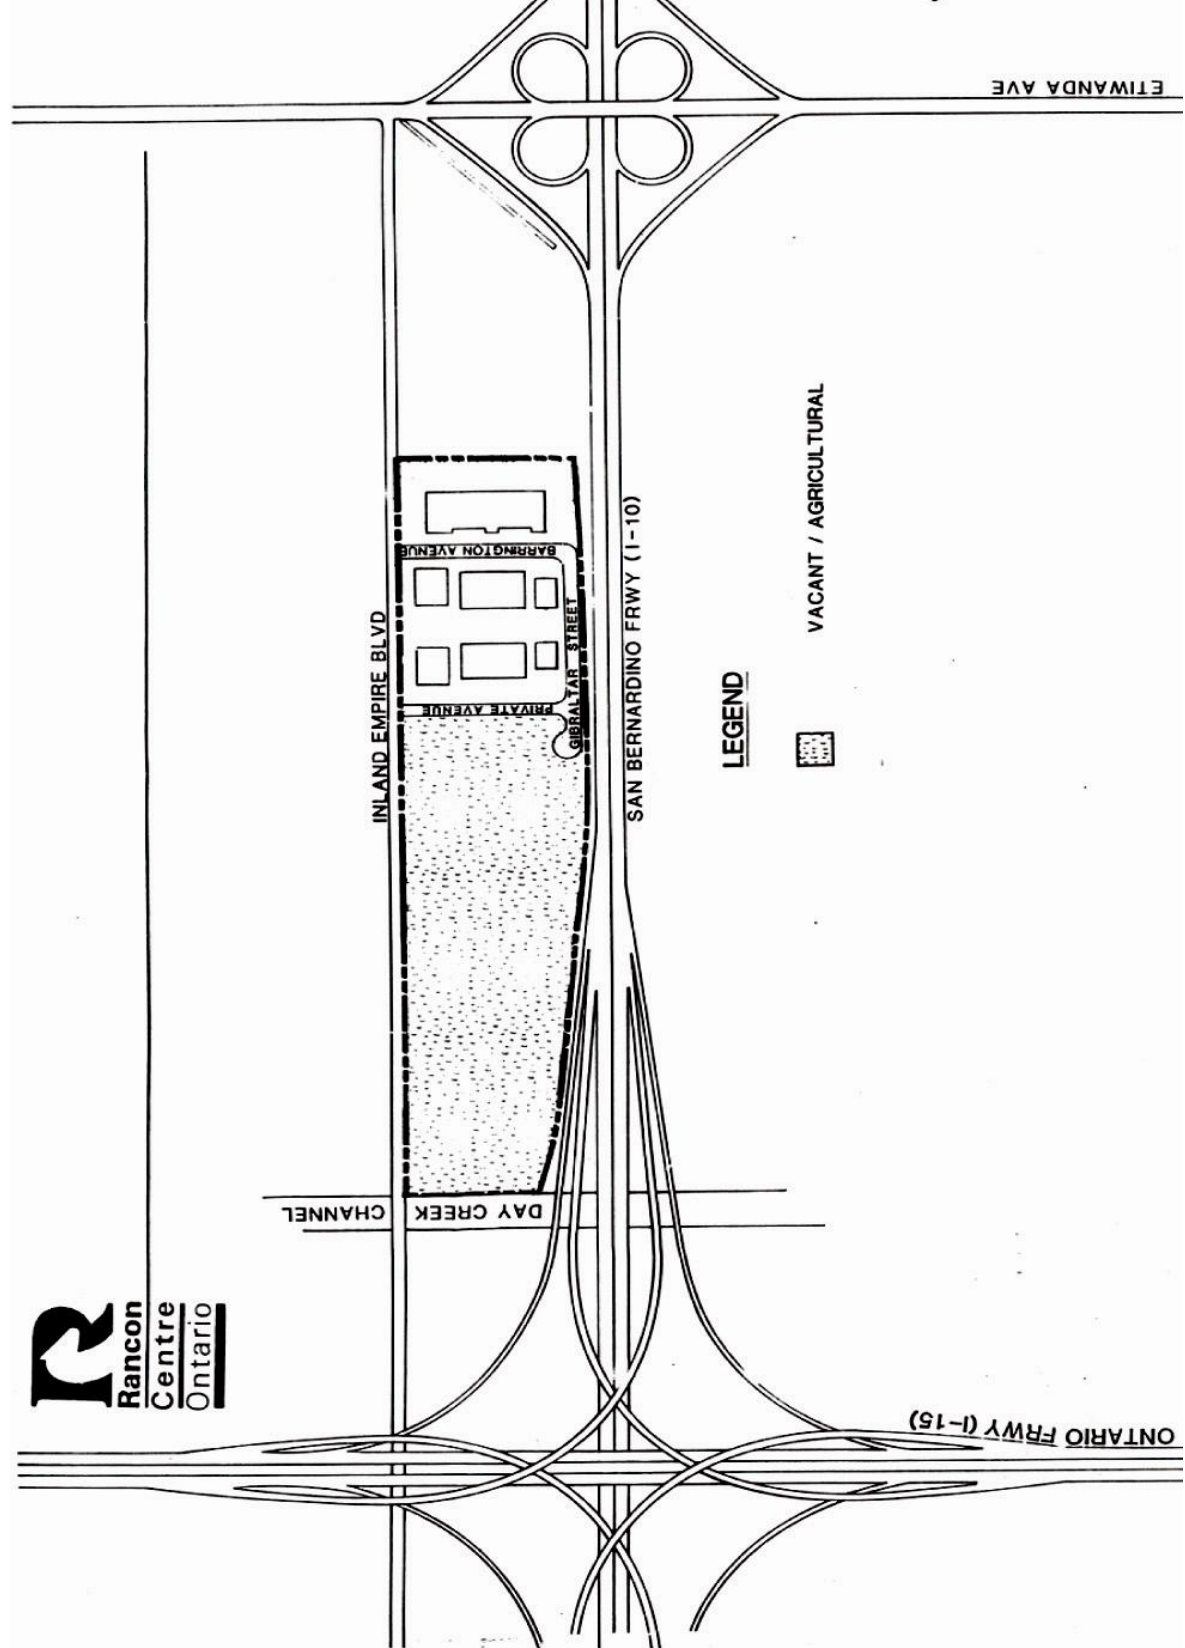 Rancon
Centre
Ontario
INLAND EMPIRE BLVD
ETIWANDA AVE
BARRINGTON AVENUE
PRIVATE AVENUE
GIBRALTAR STREET
DAY CREEK CHANNEL
SAN BERNARDINO FRWY (I-10)
ONTARIO FRWY (I-15)
LEGEND
VACANT / AGRICULTURAL